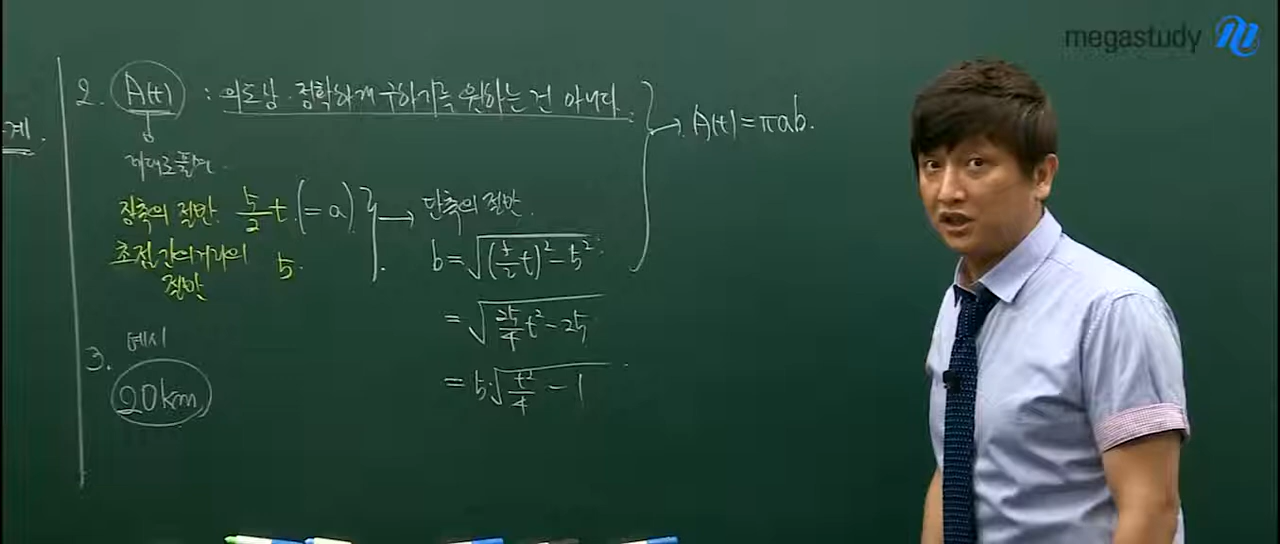 megastudy
계.
2. A(t) : 의도상 정확하게 구하기를 원하는 건 아니다.
제대로 풀면
장축의 절반 5/2 t (= a)
초점간의거리의 절반 5.
→ 단축의 절반.
b = √((5/2 t)² - 5²)
= √(25/4 t² - 25)
= 5√(t²/4 - 1)
→ A(t) = πab.
3. 예시
20km